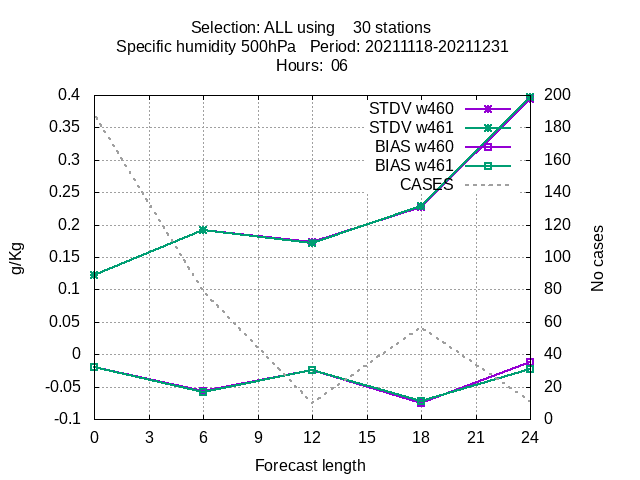 Selection: ALL using 30 stations
Specific humidity 500hPa Period: 20211118-20211231
Hours: 06
0.4
0.35
0.3
0.25
0.2
0.15
0.1
0.05
0
-0.05
-0.1
g/Kg
STDV w460
STDV w461
BIAS w460
BIAS w461
CASES
200
180
160
140
120
100
80
60
40
20
0
No cases
0 3 6 9 12 15 18 21 24
Forecast length